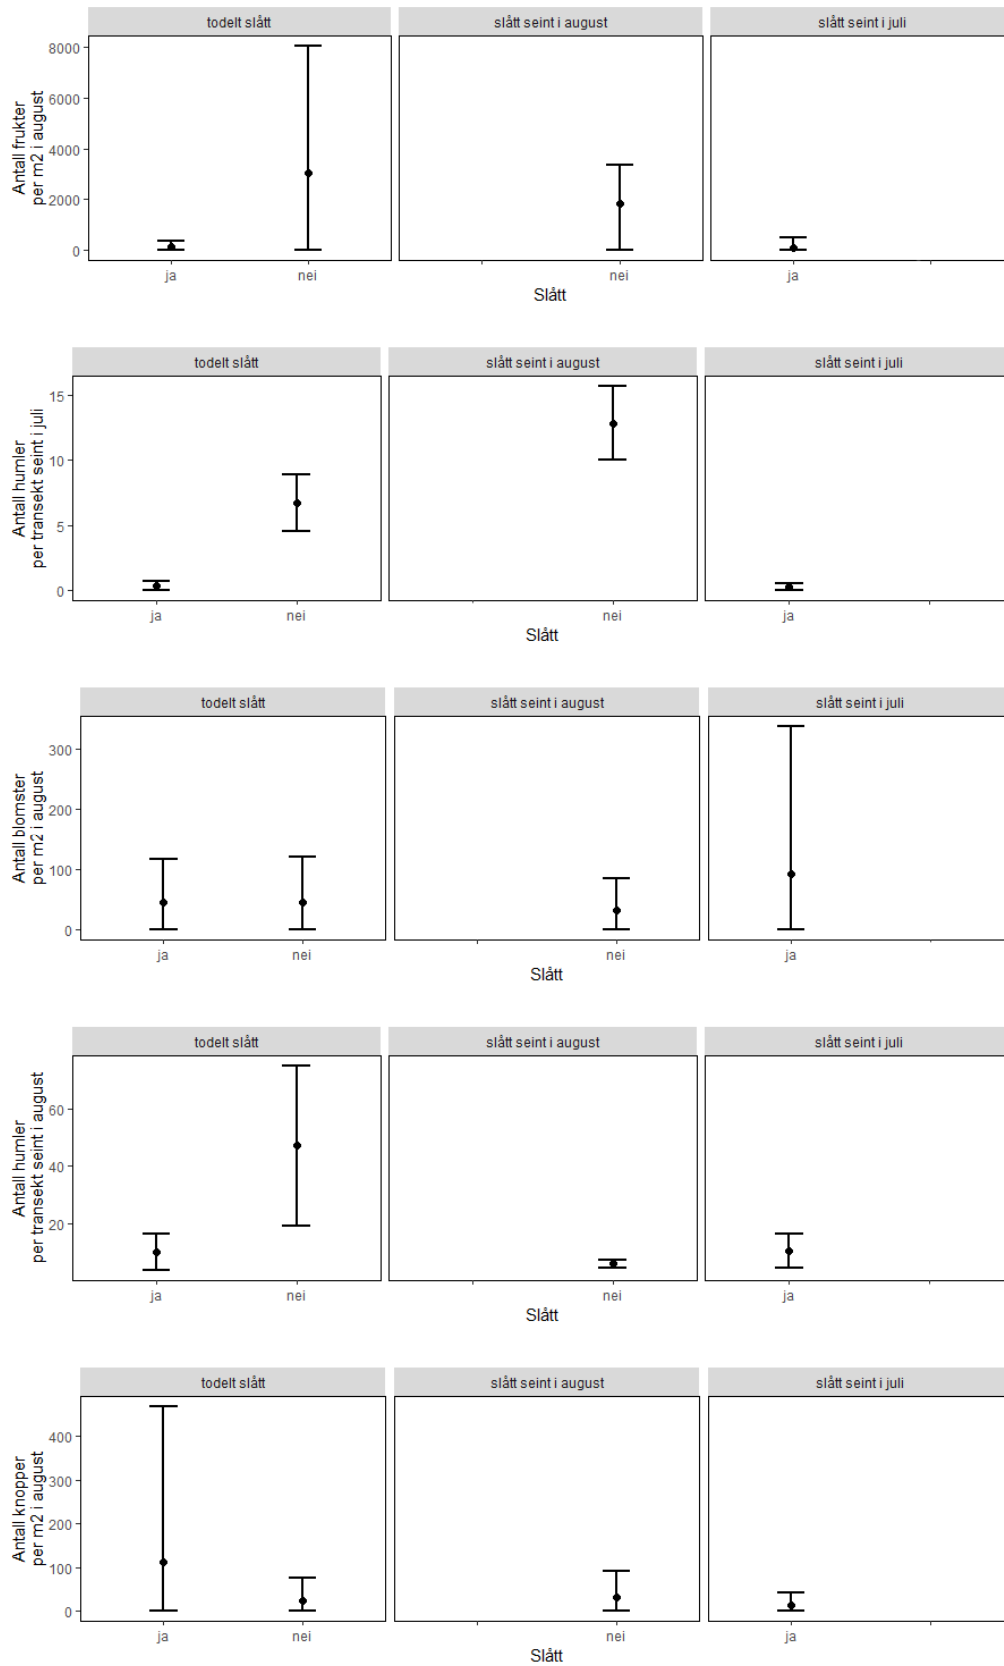 todelt slått
slått seint i august
slått seint i juli
Antall frukter
per m2 i august
8000
6000
4000
2000
0
ja
nei
nei
ja
Slått
todelt slått
slått seint i august
slått seint i juli
Antall humler
per transekt seint i juli
15
10
5
0
ja
nei
nei
ja
Slått
todelt slått
slått seint i august
slått seint i juli
Antall blomster
per m2 i august
300
200
100
0
ja
nei
nei
ja
Slått
todelt slått
slått seint i august
slått seint i juli
Antall humler
per transekt seint i august
60
40
20
ja
nei
nei
ja
Slått
todelt slått
slått seint i august
slått seint i juli
Antall knopper
per m2 i august
400
300
200
100
0
ja
nei
nei
ja
Slått